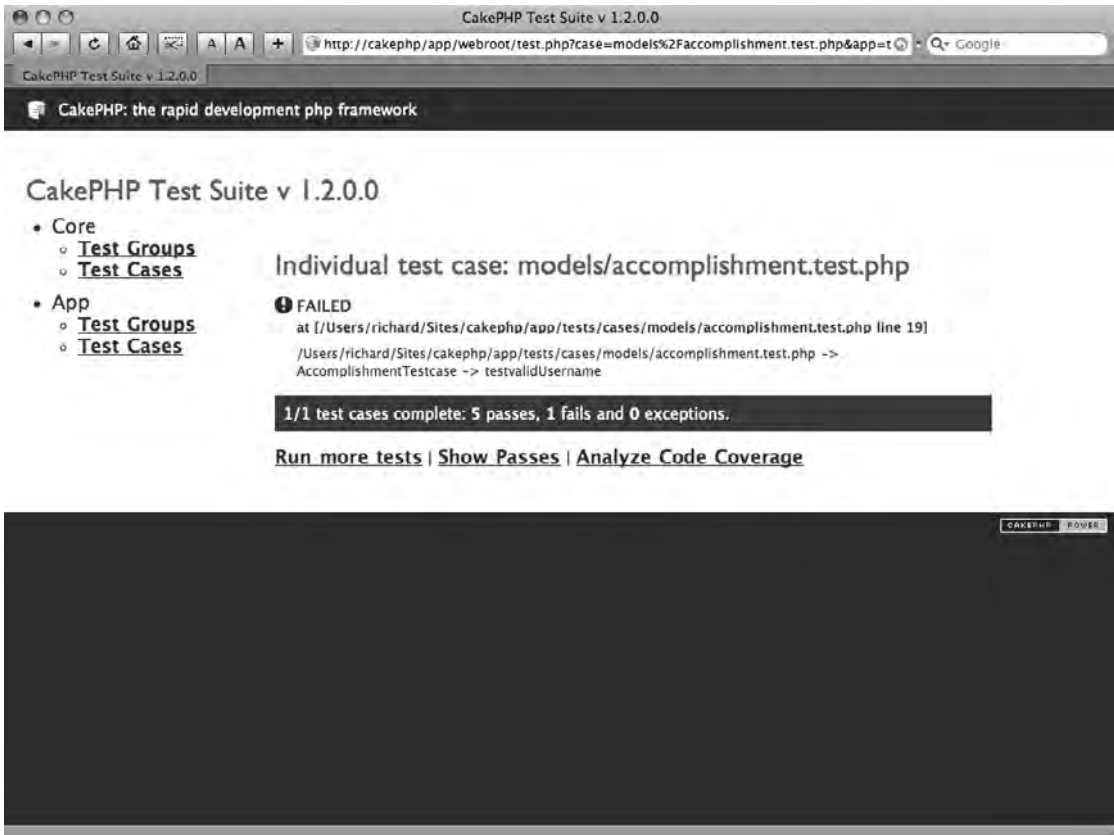 CakePHP Test Suite v 1.2.0.0
A A + http://cakephp/app/webroot/test.php?case=models%2Faccomplishment.test.php&app=t Google
CakePHP Test Suite v 1.2.0.0
CakePHP: the rapid development php framework
CakePHP Test Suite v 1.2.0.0
• Core
Test Groups
Test Cases
• App
Test Groups
Test Cases
Individual test case: models/accomplishment.test.php
FAILED
at [/Users/richard/Sites/cakephp/app/tests/cases/models/accomplishment.test.php line 19]
/Users/richard/Sites/cakephp/app/tests/cases/models/accomplishment.test.php ->
AccomplishmentTestcase -> testvalidUsername
1/1 test cases complete: 5 passes, 1 fails and 0 exceptions.
Run more tests | Show Passes | Analyze Code Coverage
CAKEPHP POWER